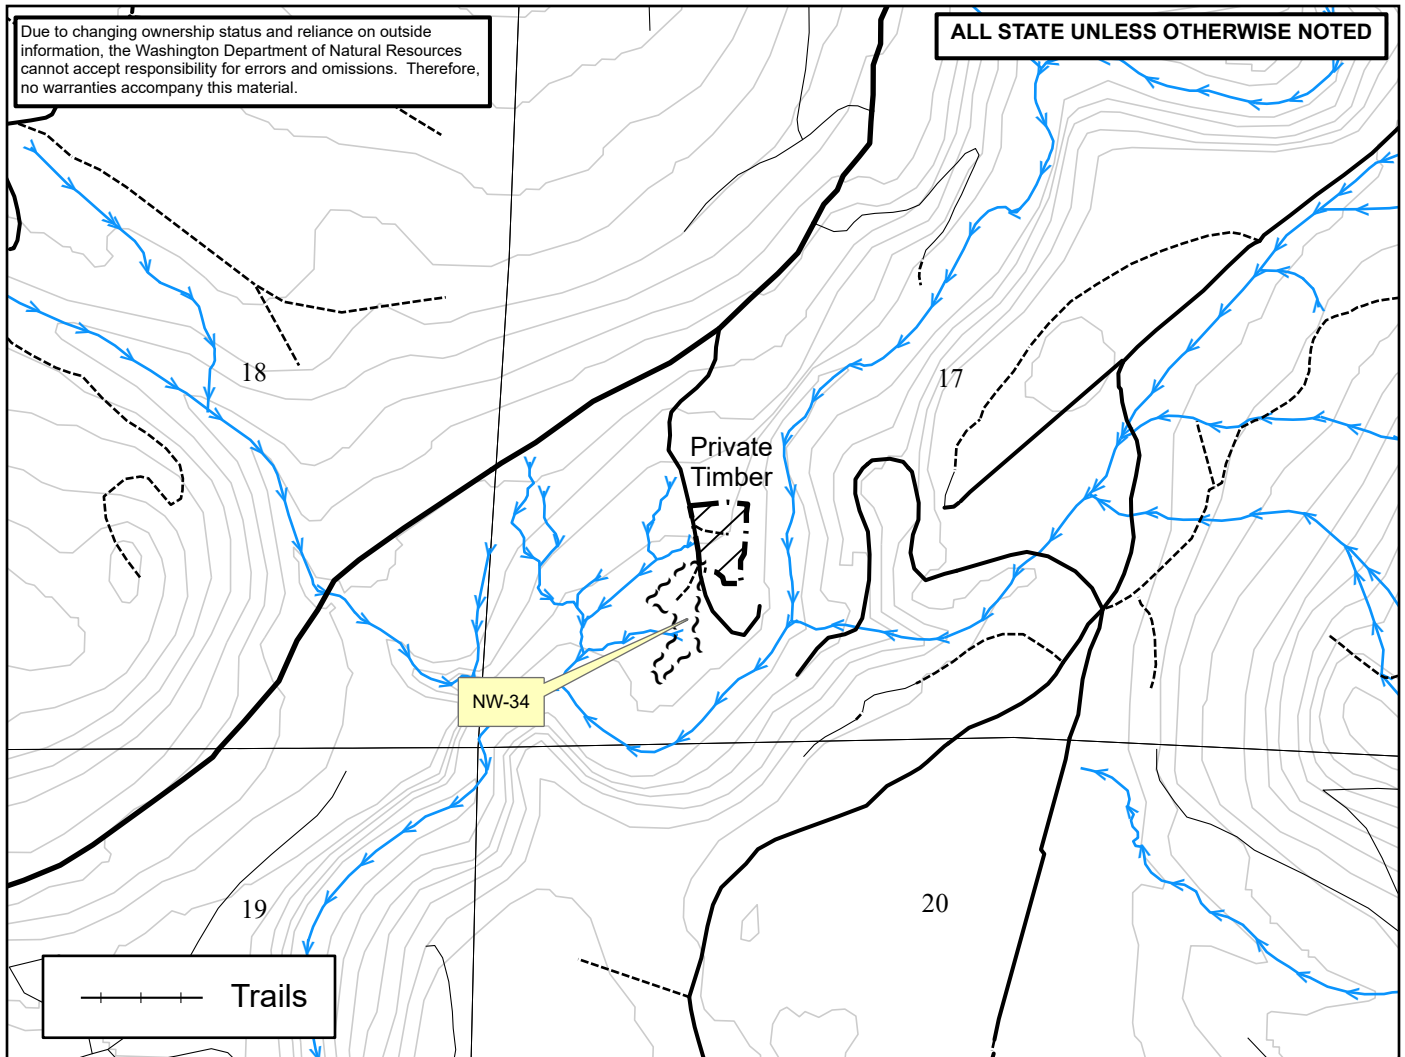 Due to changing ownership status and reliance on outside
information, the Washington Department of Natural Resources
cannot accept responsibility for errors and omissions. Therefore,
no warranties accompany this material.
ALL STATE UNLESS OTHERWISE NOTED
18
17
Private
Timber
NW-34
19
20
Trails